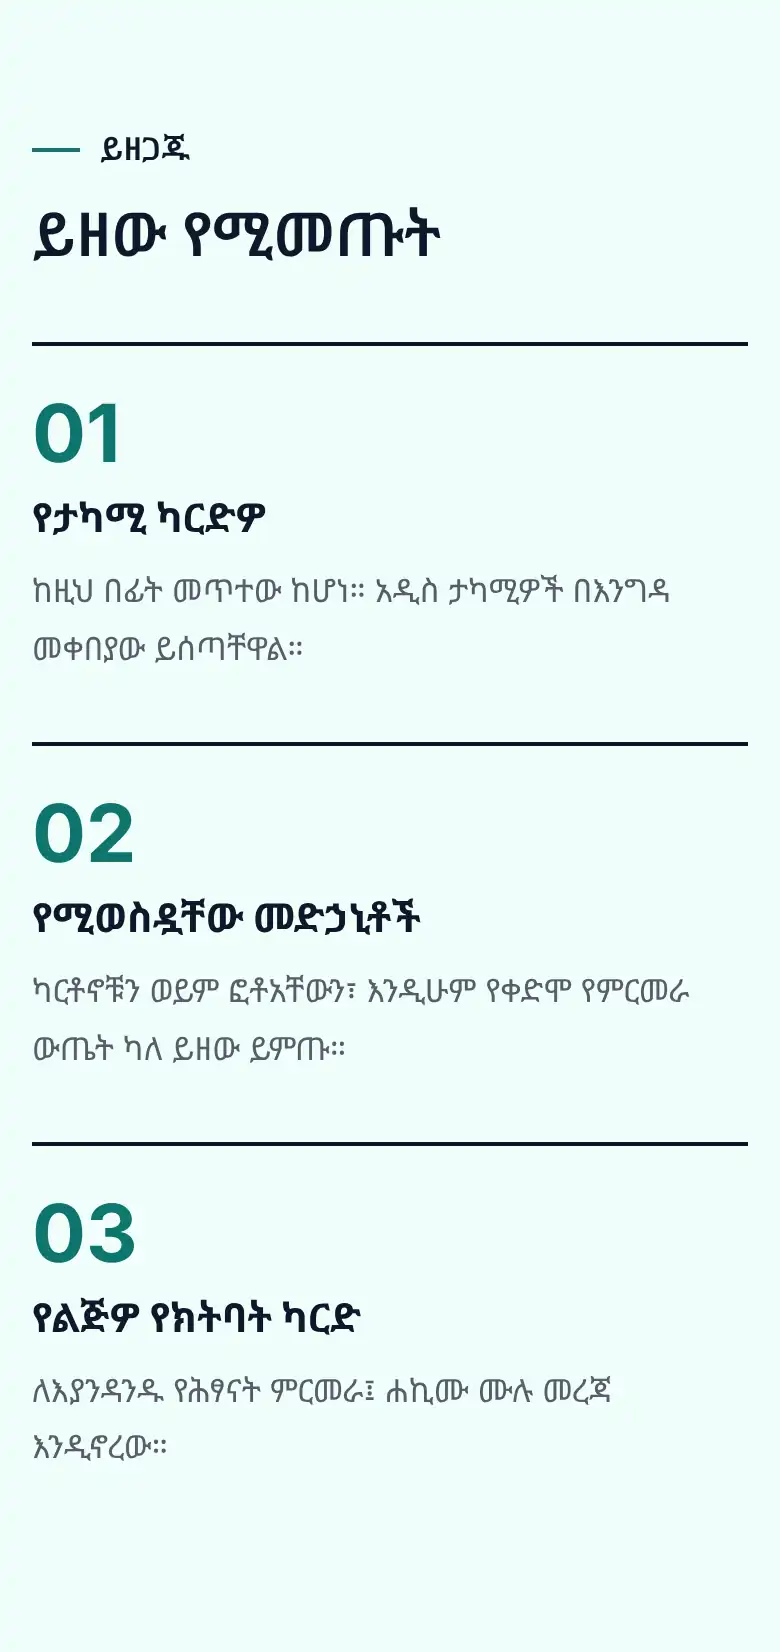 ይዘጋጁ
ይዘው የሚመጡት
01
የታካሚ ካርድዎ
ከዚህ በፊት መጥተው ከሆነ። አዲስ ታካሚዎች በእንግዳ
መቀበያው ይሰጣቸዋል።
02
የሚወስዷቸው መድኃኒቶች
ካርቶኖቹን ወይም ፎቶአቸውን፣ እንዲሁም የቀድሞ የምርመራ
ውጤት ካለ ይዘው ይምጡ።
03
የልጅዎ የክትባት ካርድ
ለእያንዳንዱ የሕፃናት ምርመራ፤ ሐኪሙ ሙሉ መረጃ
እንዲኖረው።